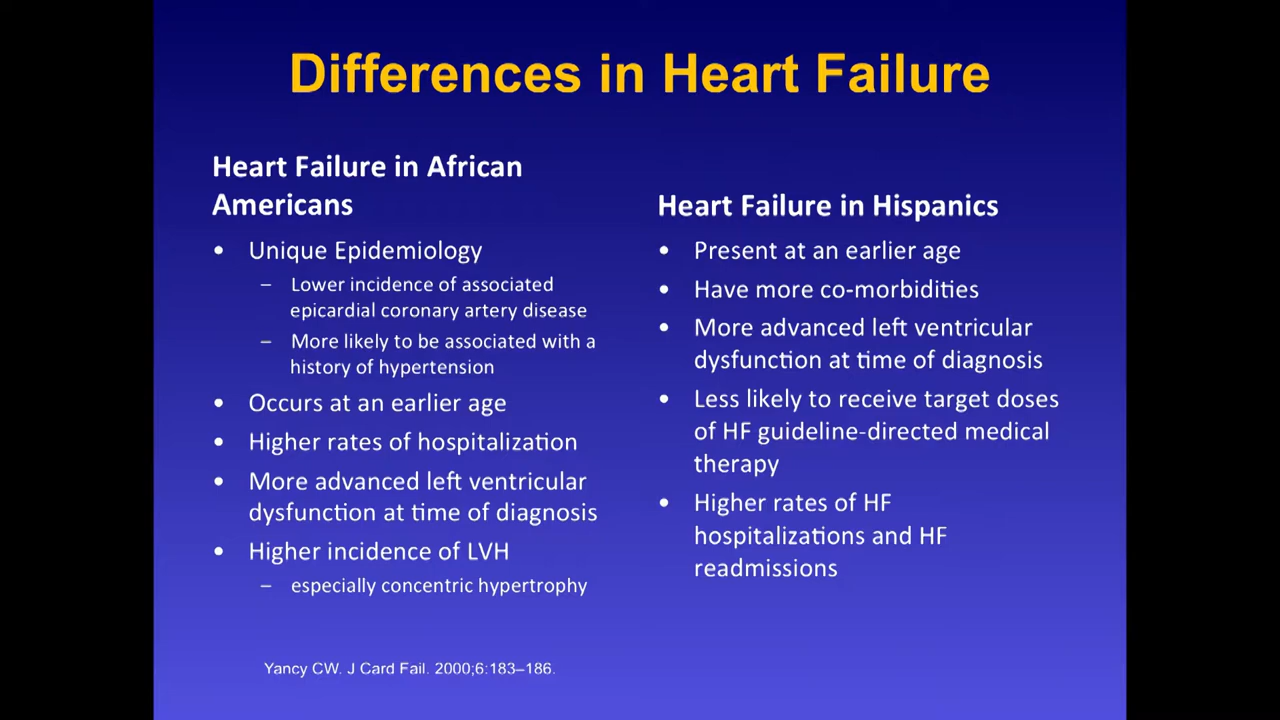 Differences in Heart Failure
Heart Failure in African
Americans
• Unique Epidemiology
– Lower incidence of associated
epicardial coronary artery disease
– More likely to be associated with a
history of hypertension
• Occurs at an earlier age
• Higher rates of hospitalization
• More advanced left ventricular
dysfunction at time of diagnosis
• Higher incidence of LVH
– especially concentric hypertrophy
Heart Failure in Hispanics
• Present at an earlier age
• Have more co-morbidities
• More advanced left ventricular
dysfunction at time of diagnosis
• Less likely to receive target doses
of HF guideline-directed medical
therapy
• Higher rates of HF
hospitalizations and HF
readmissions
Yancy CW. J Card Fail. 2000;6:183–186.